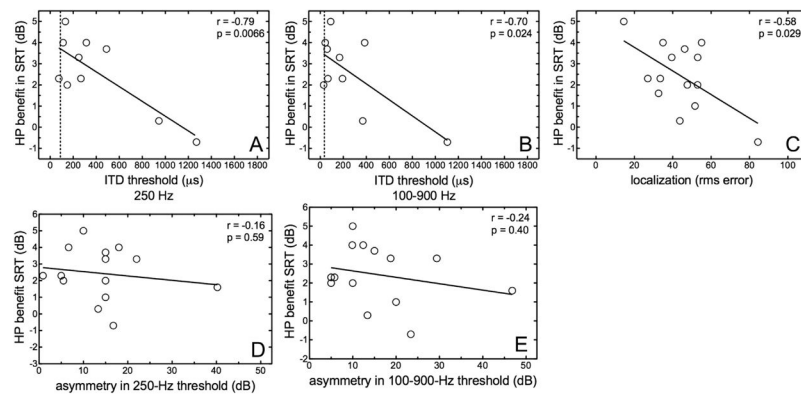 HP benefit in SRT (dB)
5
4
3
2
1
0
-1
r = -0.79
p = 0.0066
A
0 200 400 600 800 1000 1200 1400 1600 1800
ITD threshold (μs)
250 Hz
HP benefit in SRT (dB)
5
4
3
2
1
0
-1
r = -0.70
p = 0.024
B
0 200 400 600 800 1000 1200 1400 1600 1800
ITD threshold (μs)
100-900 Hz
HP benefit in SRT (dB)
5
4
3
2
1
0
-1
r = -0.58
p = 0.029
C
0 20 40 60 80 100
localization (rms error)
HP benefit SRT (dB)
6
5
4
3
2
1
0
-1
-2
-3
r = -0.16
p = 0.59
D
0 10 20 30 40 50
asymmetry in 250-Hz threshold (dB)
HP benefit SRT (dB)
6
5
4
3
2
1
0
-1
-2
r = -0.24
p = 0.40
E
0 10 20 30 40 50
asymmetry in 100-900-Hz threshold (dB)